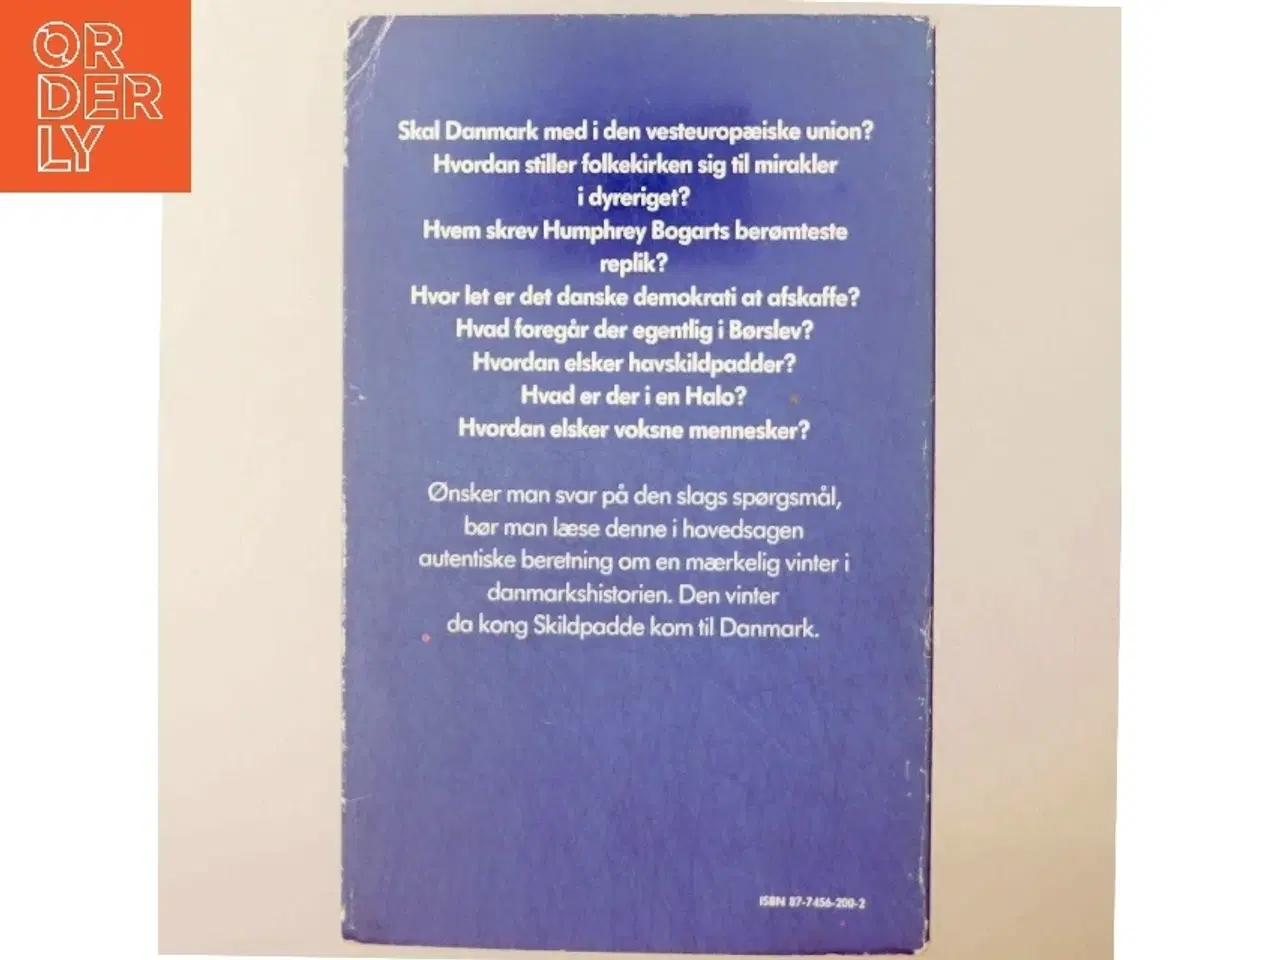 OR
DER
LY
Skal Danmark med i den vesteuropæiske union?
Hvordan stiller folkekirken sig til mirakler
i dyreriget?
Hvem skrev Humphrey Bogarts berømteste
replik?
Hvor let er det danske demokrati at afskaffe?
Hvad foregår der egentlig i Børslev?
Hvordan elsker havskildpadder?
Hvad er der i en Halo?
Hvordan elsker voksne mennesker?
Ønsker man svar på den slags spørgsmål,
bør man læse denne i hovedsagen
autentiske beretning om en mærkelig vinter i
danmarkshistorien. Den vinter
da kong Skildpadde kom til Danmark.
ISBN 87-7456-200-2